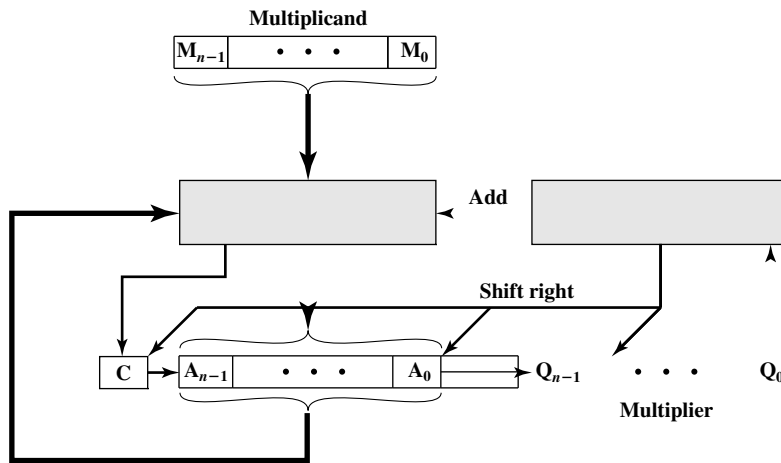 Multiplicand
Mn−1 • • • M0
Add
Shift right
C An−1 • • • A0 Qn−1 • • • Q0
Multiplier